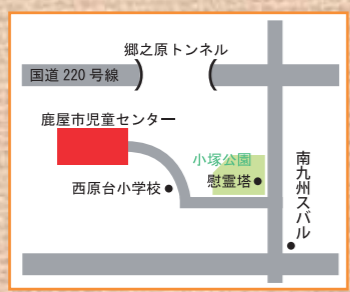 郷之原トンネル
国道 220 号線
鹿屋市児童センター
小塚公園
慰霊塔
西原台小学校
南九州スバル